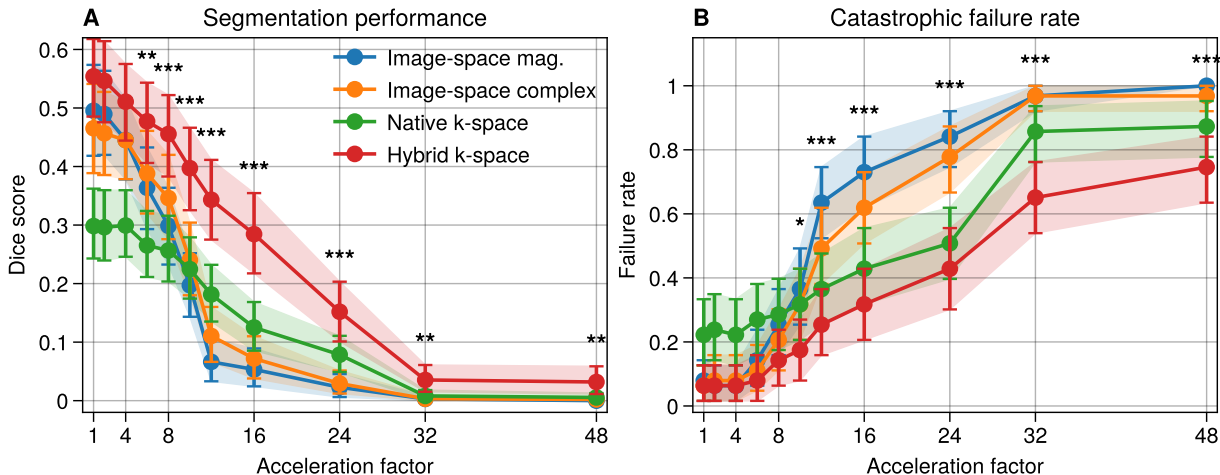 A Segmentation performance
Dice score
0.6
0.5
0.4
0.3
0.2
0.1
0
** *** *** *** *** *** ** **
Image-space mag.
Image-space complex
Native k-space
Hybrid k-space
1 4 8 16 24 32 48
Acceleration factor
B Catastrophic failure rate
Failure rate
1
0.8
0.6
0.4
0.2
0
* *** *** *** *** ***
1 4 8 16 24 32 48
Acceleration factor